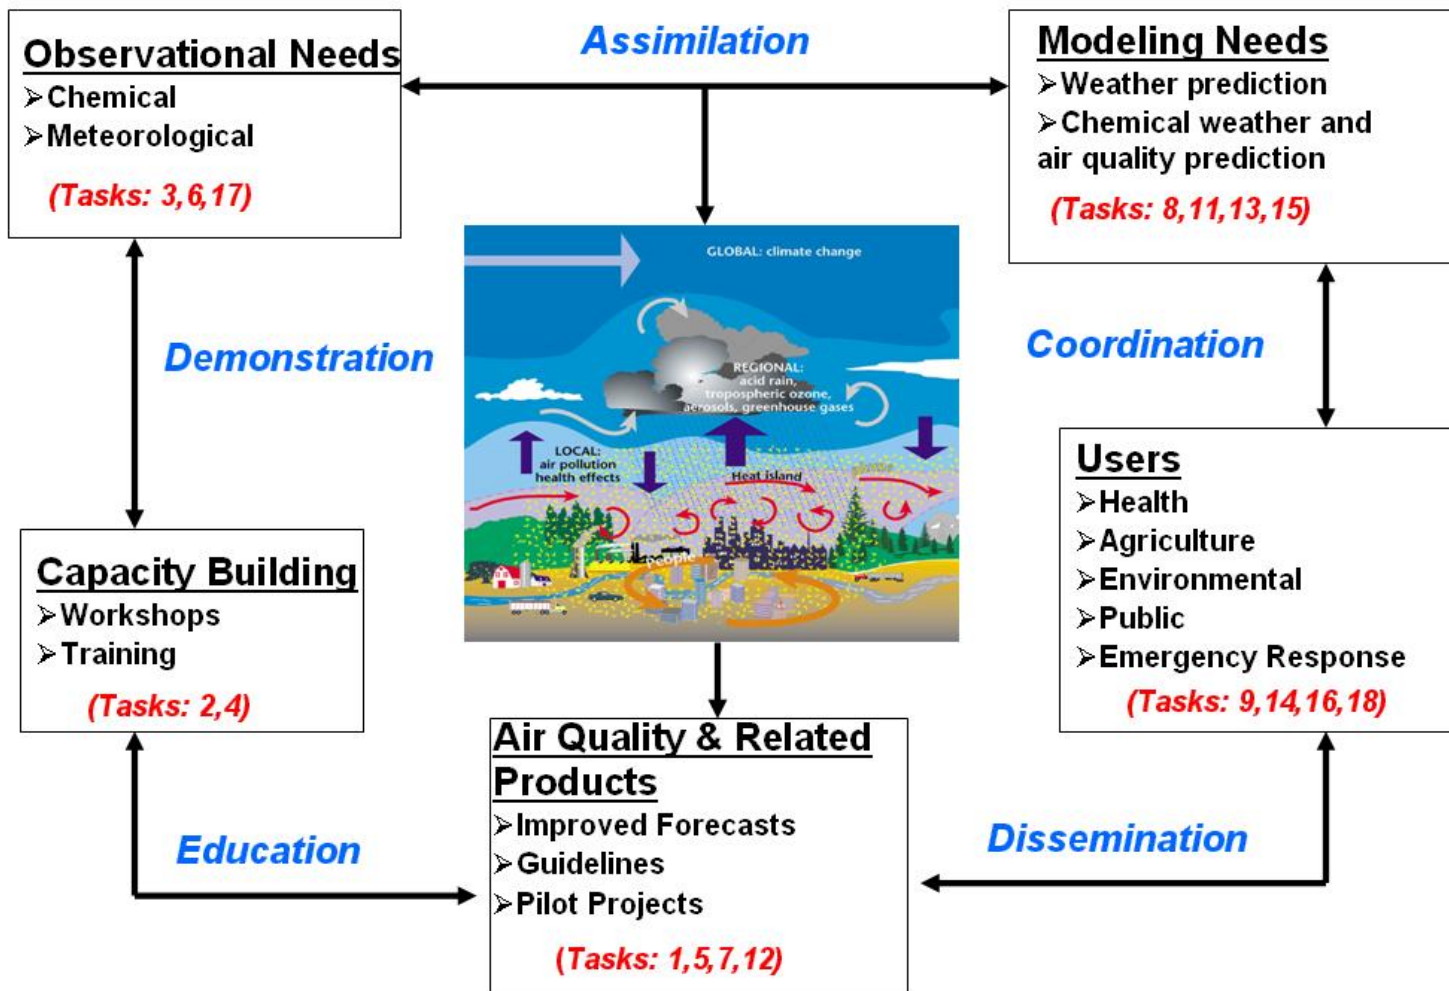 Assimilation
Observational Needs
➢Chemical
➢Meteorological
(Tasks: 3,6,17)
Modeling Needs
➢Weather prediction
➢Chemical weather and
air quality prediction
(Tasks: 8,11,13,15)
GLOBAL: climate change
REGIONAL:
acid rain,
tropospheric ozone,
aerosols, greenhouse gases
LOCAL:
air pollution
health effects
Heat island
People
Demonstration
Coordination
Capacity Building
➢Workshops
➢Training
(Tasks: 2,4)
Users
➢Health
➢Agriculture
➢Environmental
➢Public
➢Emergency Response
(Tasks: 9,14,16,18)
Education
Air Quality & Related
Products
➢Improved Forecasts
➢Guidelines
➢Pilot Projects
(Tasks: 1,5,7,12)
Dissemination